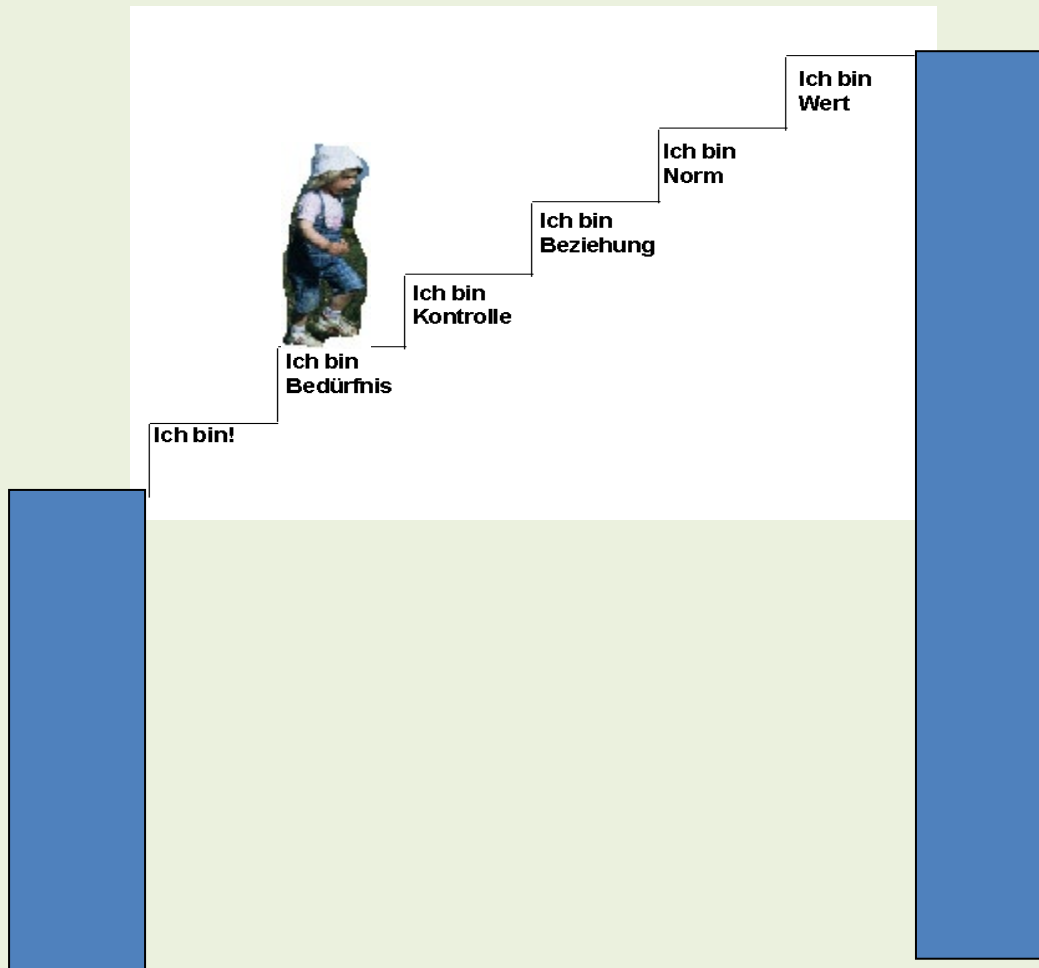 Ich bin
Wert
Ich bin
Norm
Ich bin
Beziehung
Ich bin
Kontrolle
Ich bin
Bedürfnis
Ich bin!